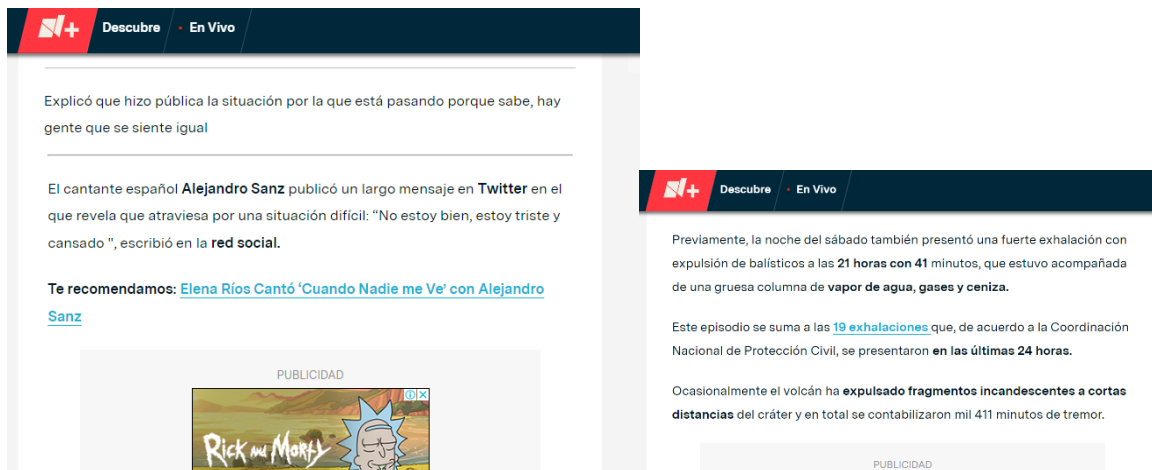 N+ Descubre • En Vivo
Explicó que hizo pública la situación por la que está pasando porque sabe, hay
gente que se siente igual
El cantante español Alejandro Sanz publicó un largo mensaje en Twitter en el
que revela que atraviesa por una situación difícil: “No estoy bien, estoy triste y
cansado ", escribió en la red social.
Te recomendamos: Elena Ríos Cantó ‘Cuando Nadie me Ve’ con Alejandro
Sanz
PUBLICIDAD
Rick and Morty
N+ Descubre • En Vivo
Previamente, la noche del sábado también presentó una fuerte exhalación con
expulsión de balísticos a las 21 horas con 41 minutos, que estuvo acompañada
de una gruesa columna de vapor de agua, gases y ceniza.
Este episodio se suma a las 19 exhalaciones que, de acuerdo a la Coordinación
Nacional de Protección Civil, se presentaron en las últimas 24 horas.
Ocasionalmente el volcán ha expulsado fragmentos incandescentes a cortas
distancias del cráter y en total se contabilizaron mil 411 minutos de tremor.
PUBLICIDAD